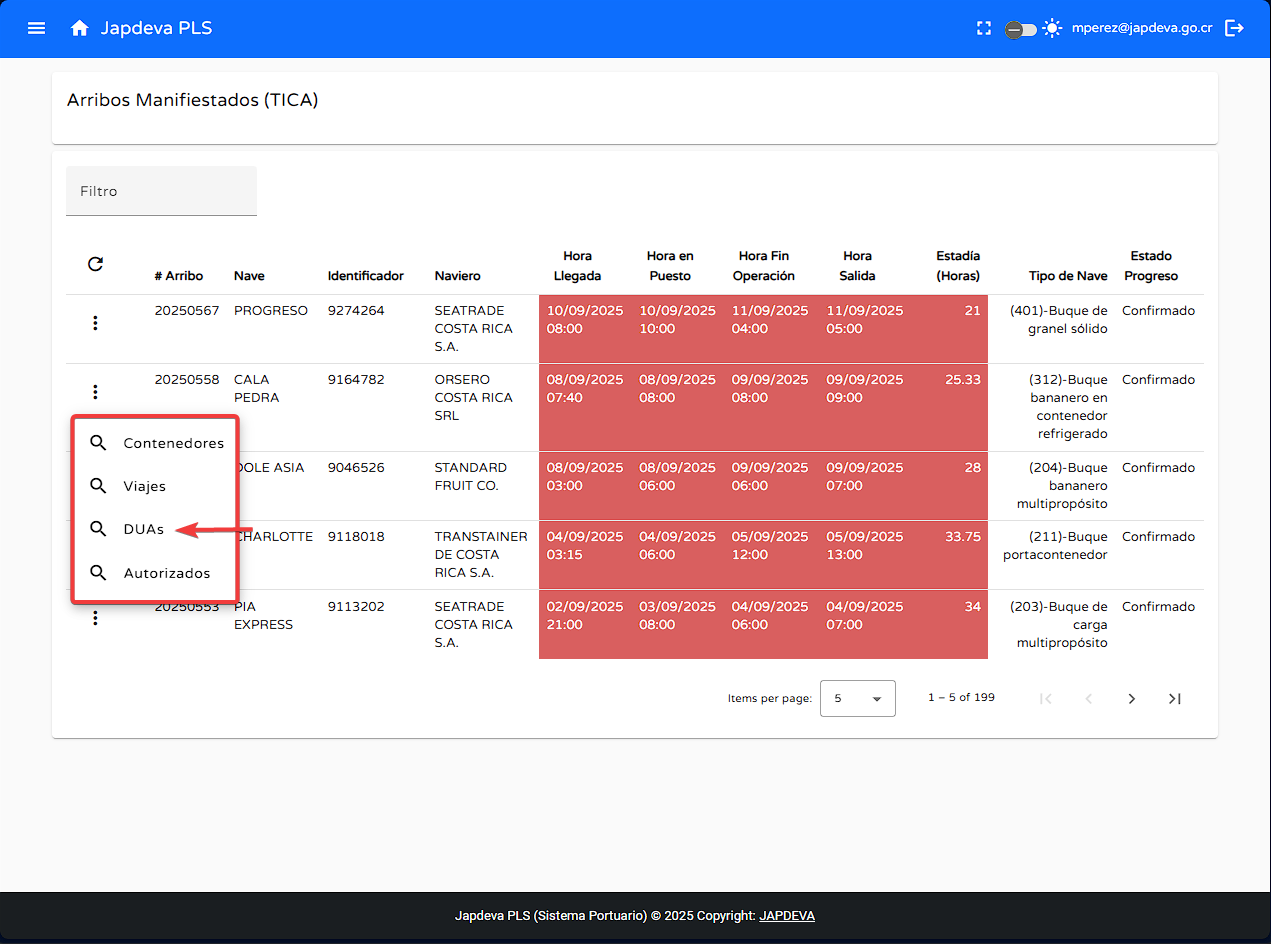 Japdeva PLS
mperez@japdeva.go.cr
Arribos Manifiestados (TICA)
Filtro
# Arribo Nave Identificador Naviero Hora Llegada Hora en Puesto Hora Fin Operación Hora Salida Estadía (Horas) Tipo de Nave Estado Progreso
20250567 PROGRESO 9274264 SEATRADE 10/09/2025 10/09/2025 11/09/2025 11/09/2025 21 (401)-Buque de Confirmado
COSTA RICA 08:00 10:00 04:00 05:00 granel sólido
S.A.
20250558 CALA 9164782 ORSERO 08/09/2025 08/09/2025 09/09/2025 09/09/2025 25.33 (312)-Buque Confirmado
PEDRA COSTA RICA 07:40 08:00 08:00 09:00 bananero en
SRL contenedor
refrigerado
Contenedores
Viajes
DUAs
Autorizados
DOLE ASIA 9046526 STANDARD 08/09/2025 08/09/2025 09/09/2025 09/09/2025 28 (204)-Buque Confirmado
FRUIT CO. 03:00 06:00 06:00 07:00 bananero
multipropósito
CHARLOTTE 9118018 TRANSTAINER 04/09/2025 04/09/2025 05/09/2025 05/09/2025 33.75 (211)-Buque Confirmado
DE COSTA 03:15 06:00 12:00 13:00 portacontenedor
RICA S.A.
20250553 PIA 9113202 SEATRADE 02/09/2025 03/09/2025 04/09/2025 04/09/2025 34 (203)-Buque de Confirmado
EXPRESS COSTA RICA 21:00 08:00 06:00 07:00 carga
S.A. multipropósito
Items per page: 5 1 – 5 of 199
Japdeva PLS (Sistema Portuario) © 2025 Copyright: JAPDEVA